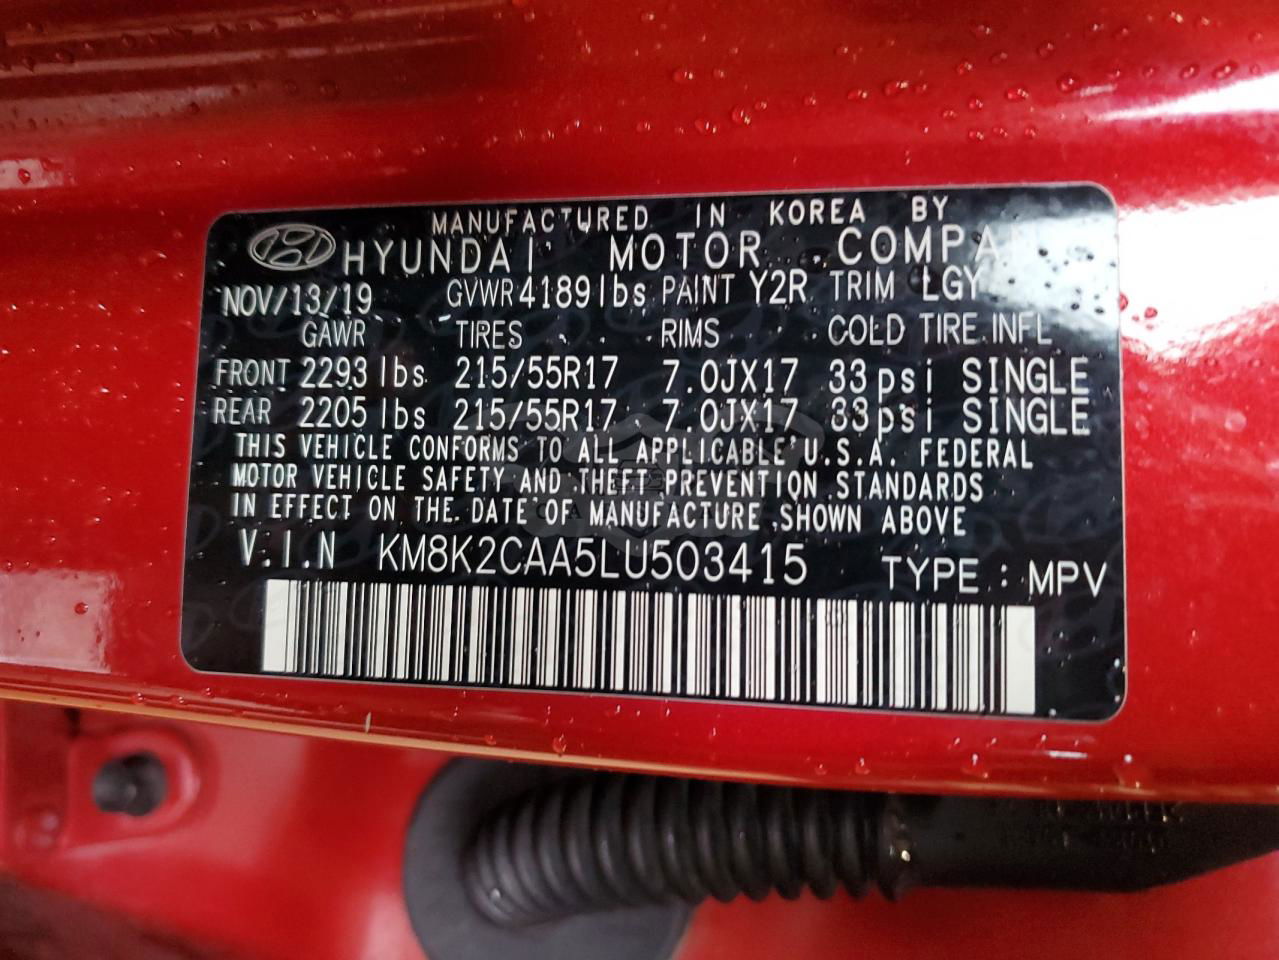 MANUFACTURED IN KOREA BY
HYUNDAI MOTOR COMPA
NOV/13/19 GVWR 4189 lbs PAINT Y2R TRIM LGY
GAWR TIRES RIMS COLD TIRE INFL
FRONT 2293 lbs 215/55R17 7.0JX17 33psi SINGLE
REAR 2205 lbs 215/55R17 7.0JX17 33psi SINGLE
THIS VEHICLE CONFORMS TO ALL APPLICABLE U.S.A. FEDERAL
MOTOR VEHICLE SAFETY AND THEFT PREVENTION STANDARDS
IN EFFECT ON THE DATE OF MANUFACTURE SHOWN ABOVE
V.I.N KM8K2CAA5LU503415 TYPE : MPV